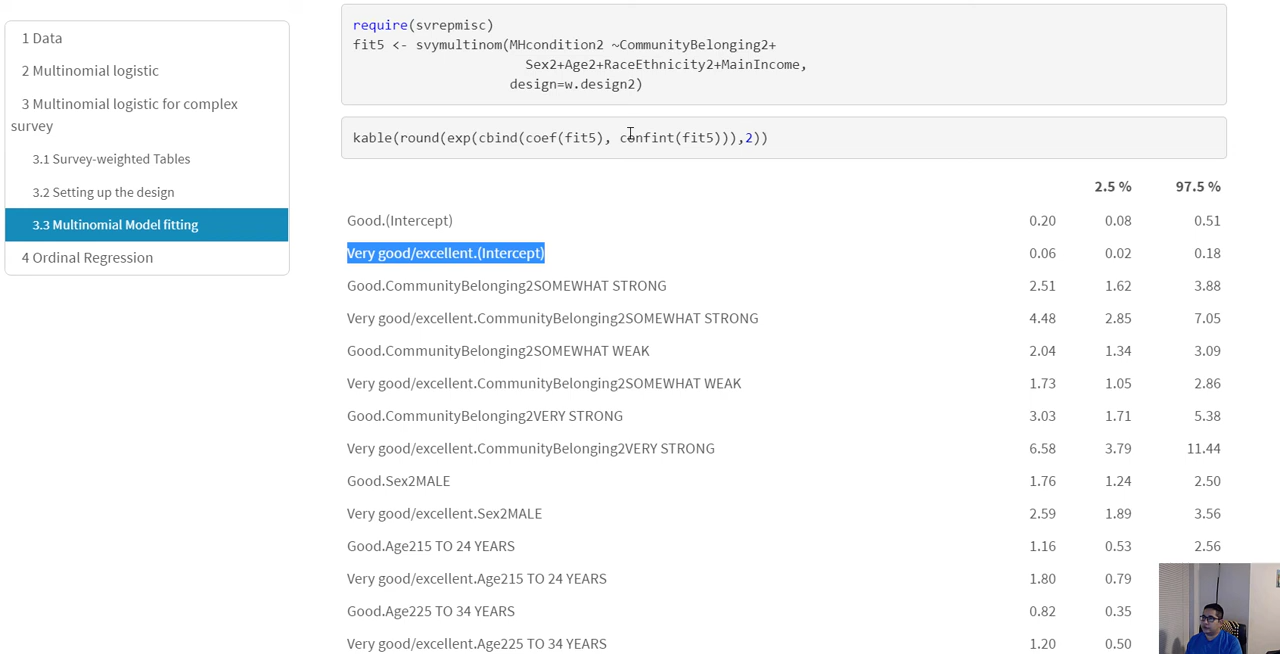 1 Data
2 Multinomial logistic
3 Multinomial logistic for complex
survey
3.1 Survey-weighted Tables
3.2 Setting up the design
3.3 Multinomial Model fitting
4 Ordinal Regression
require(svrepmisc)
fit5 <- svymultinom(MHcondition2 ~CommunityBelonging2+
Sex2+Age2+RaceEthnicity2+MainIncome,
design=w.design2)
kable(round(exp(cbind(coef(fit5), confint(fit5))),2))
2.5 % 97.5 %
Good.(Intercept) 0.20 0.08 0.51
Very good/excellent.(Intercept) 0.06 0.02 0.18
Good.CommunityBelonging2SOMEWHAT STRONG 2.51 1.62 3.88
Very good/excellent.CommunityBelonging2SOMEWHAT STRONG 4.48 2.85 7.05
Good.CommunityBelonging2SOMEWHAT WEAK 2.04 1.34 3.09
Very good/excellent.CommunityBelonging2SOMEWHAT WEAK 1.73 1.05 2.86
Good.CommunityBelonging2VERY STRONG 3.03 1.71 5.38
Very good/excellent.CommunityBelonging2VERY STRONG 6.58 3.79 11.44
Good.Sex2MALE 1.76 1.24 2.50
Very good/excellent.Sex2MALE 2.59 1.89 3.56
Good.Age215 TO 24 YEARS 1.16 0.53 2.56
Very good/excellent.Age215 TO 24 YEARS 1.80 0.79
Good.Age225 TO 34 YEARS 0.82 0.35
Very good/excellent.Age225 TO 34 YEARS 1.20 0.50